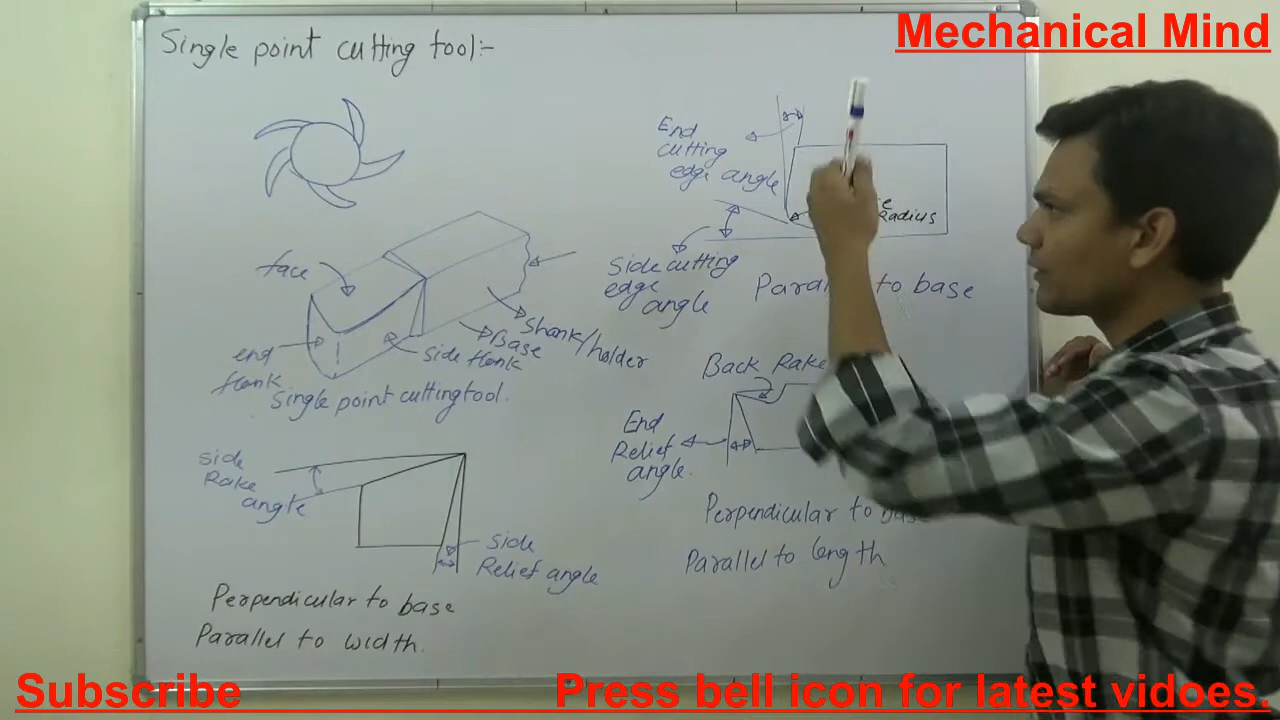 Mechanical Mind
Single point cutting tool:-
End
cutting
edge angle
Radius
Side cutting
edge
angle
to base
face
end
flank
Side flank
Base
Shank/holder
Single point cutting tool.
Back Rake
End
Relief
angle.
Side
Rake
angle
Side
Relief angle
Perpendicular to base
Parallel to length
Perpendicular to base
Parallel to width.
Subscribe
Press bell icon for latest vidoes.